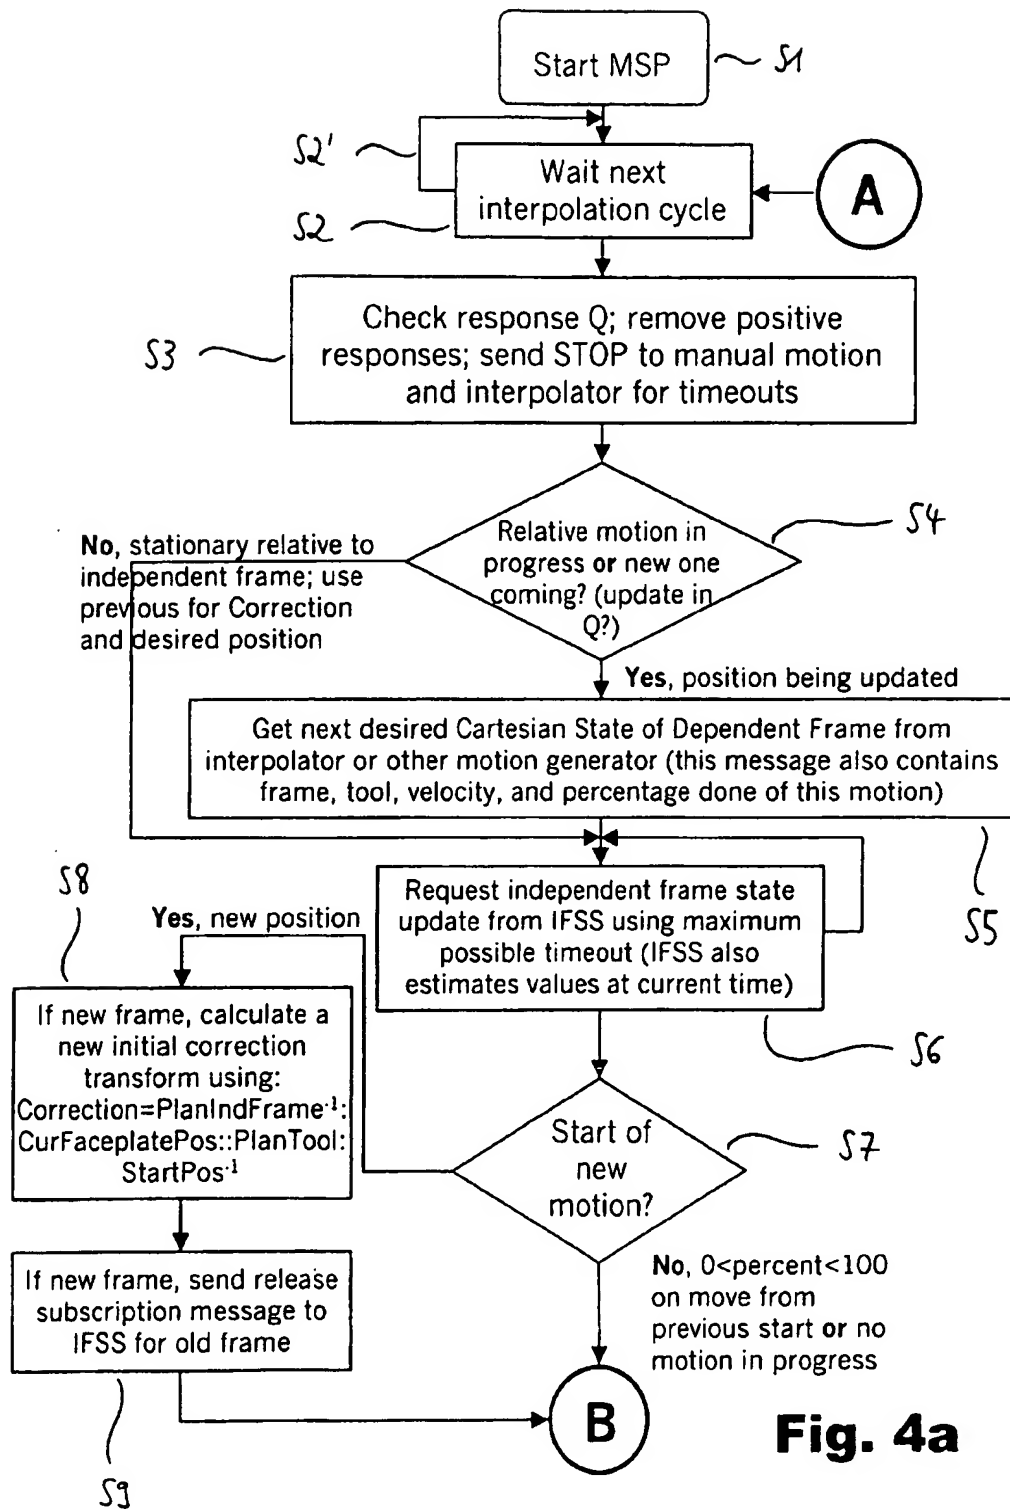 Start MSP
S1
S2'
Wait next
interpolation cycle
A
S2
Check response Q; remove positive
responses; send STOP to manual motion
and interpolator for timeouts
S3
Relative motion in
progress or new one
coming? (update in
Q?)
S4
No, stationary relative to
independent frame; use
previous for Correction
and desired position
Yes, position being updated
Get next desired Cartesian State of Dependent Frame from
interpolator or other motion generator (this message also contains
frame, tool, velocity, and percentage done of this motion)
S5
Request independent frame state
update from IFSS using maximum
possible timeout (IFSS also
estimates values at current time)
S6
S8
Yes, new position
If new frame, calculate a
new initial correction
transform using:
Correction=PlanIndFrame-1:
CurFaceplatePos::PlanTool:
StartPos-1
Start of
new
motion?
S7
If new frame, send release
subscription message to
IFSS for old frame
No, 0<percent<100
on move from
previous start or no
motion in progress
B
S9
Fig. 4a